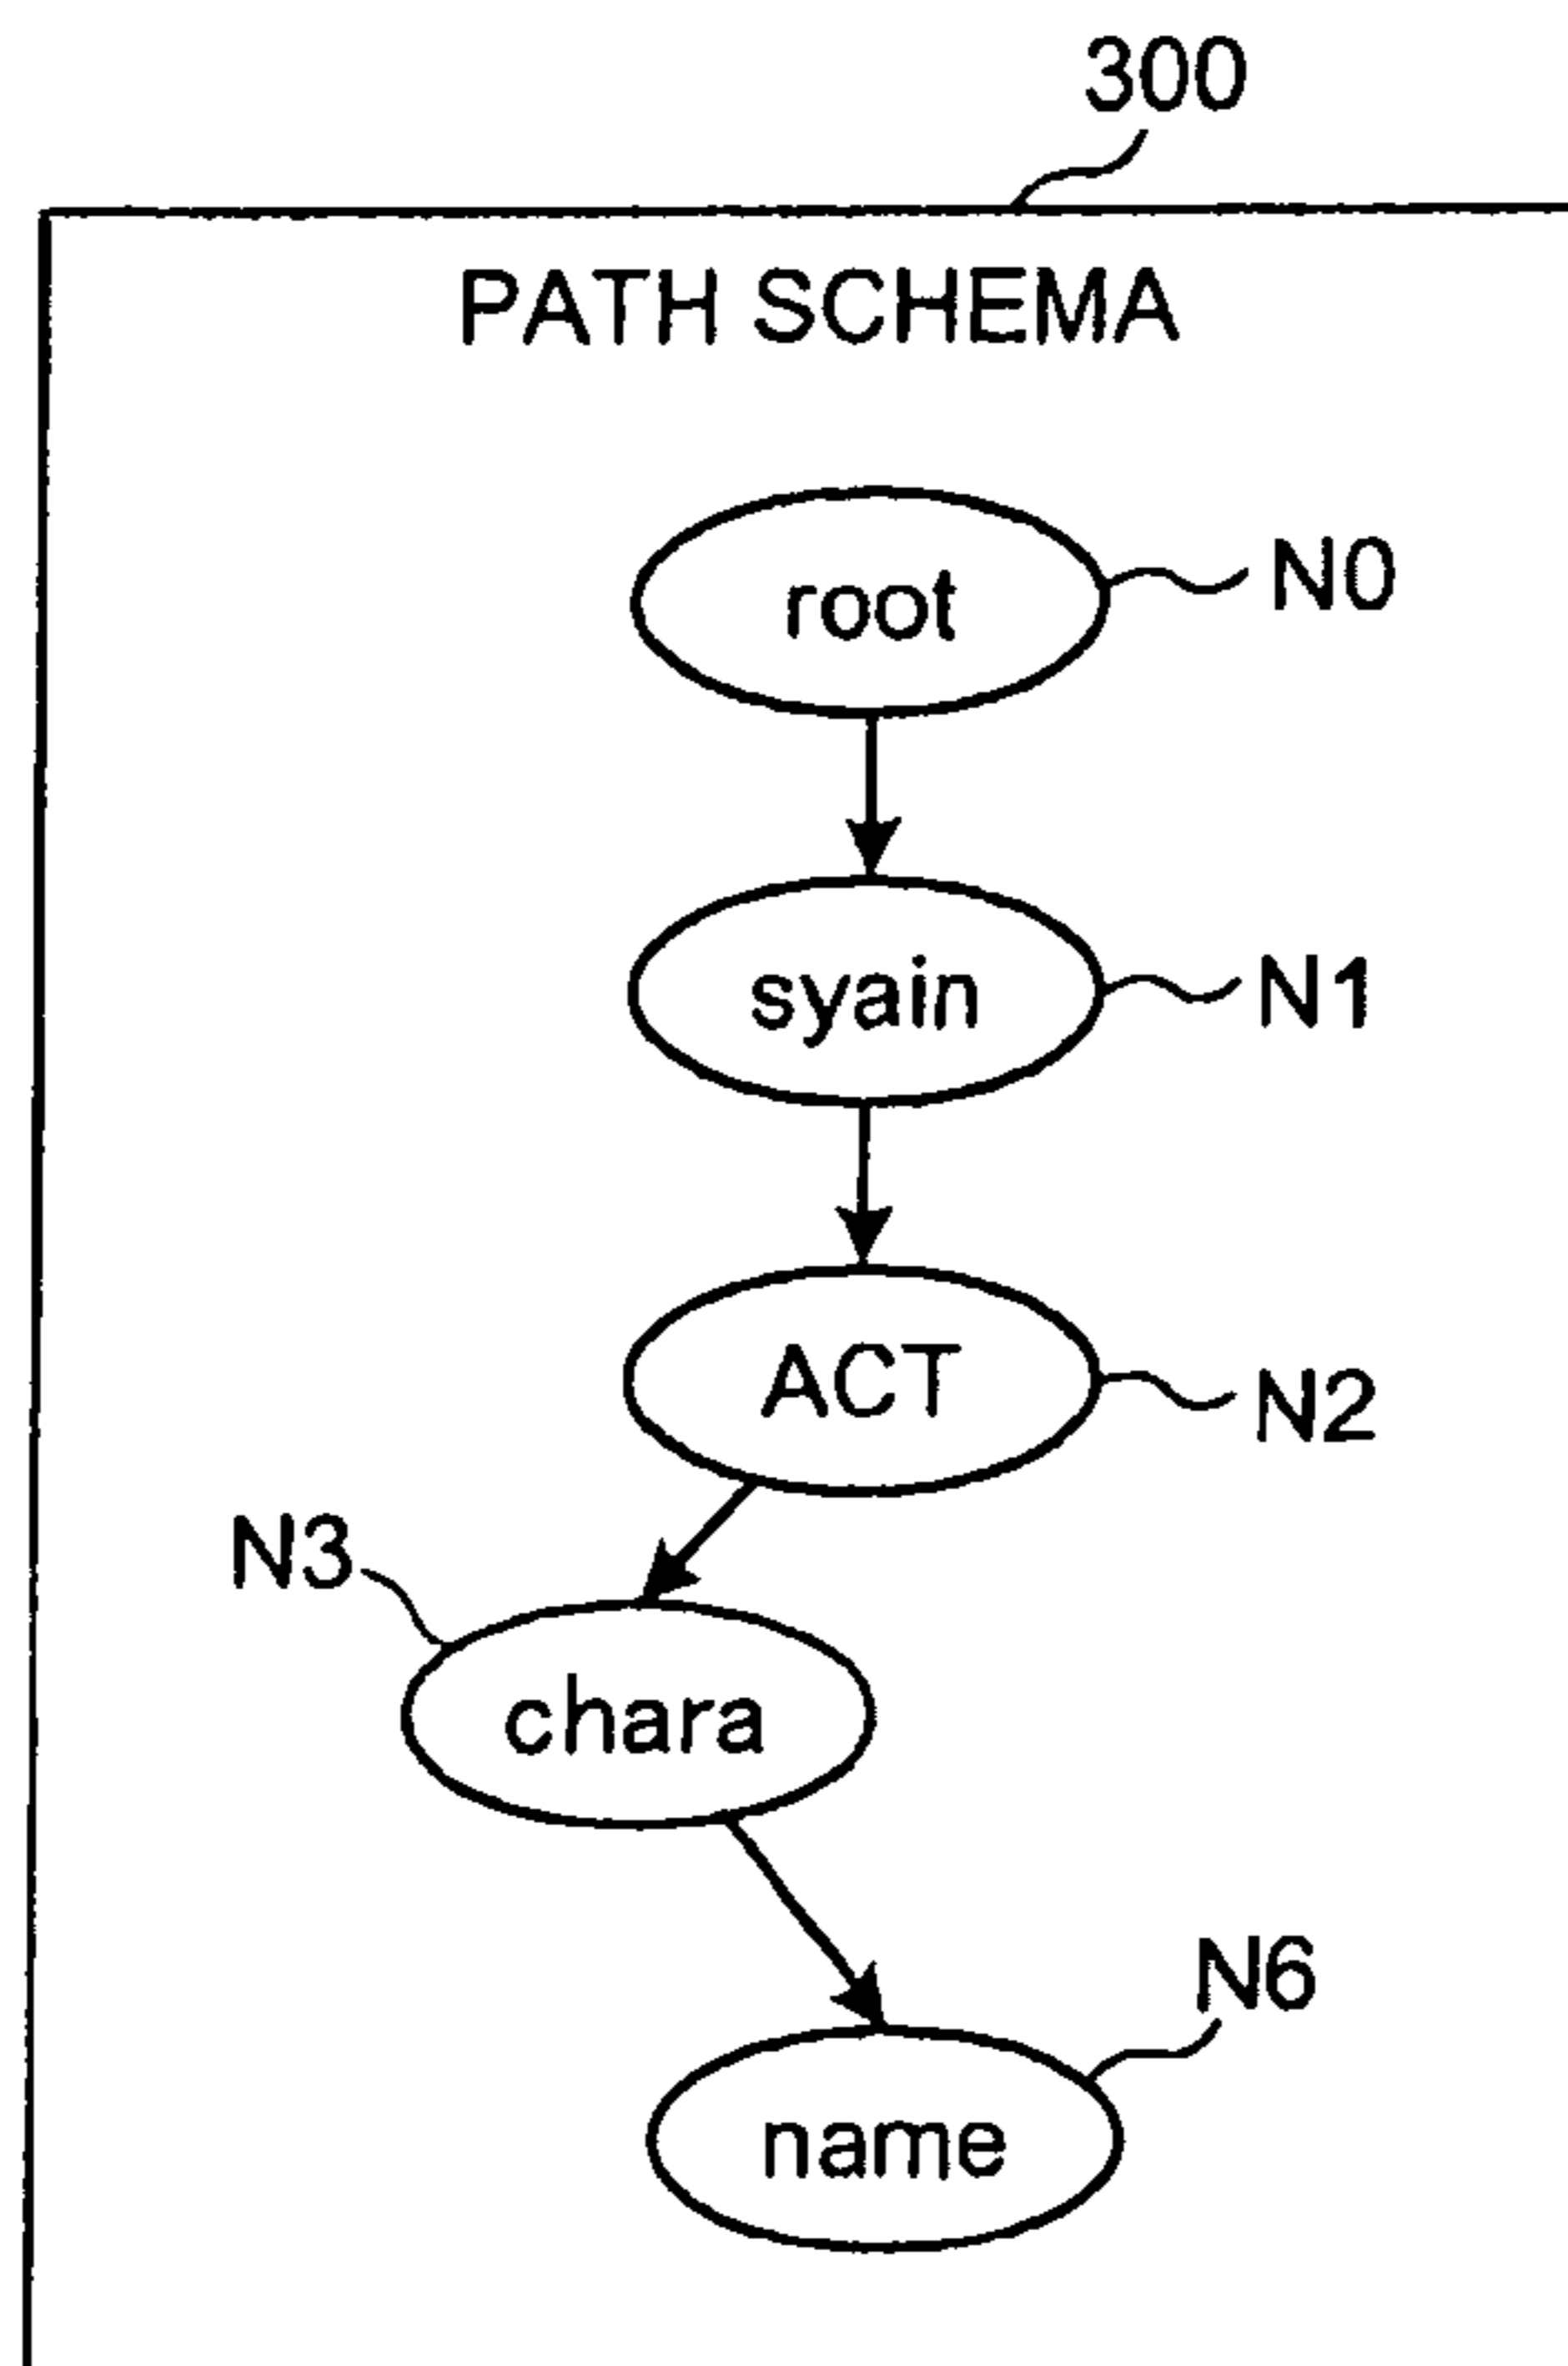 300
PATH SCHEMA
root
N0
syain
N1
ACT
N2
N3
chara
N6
name